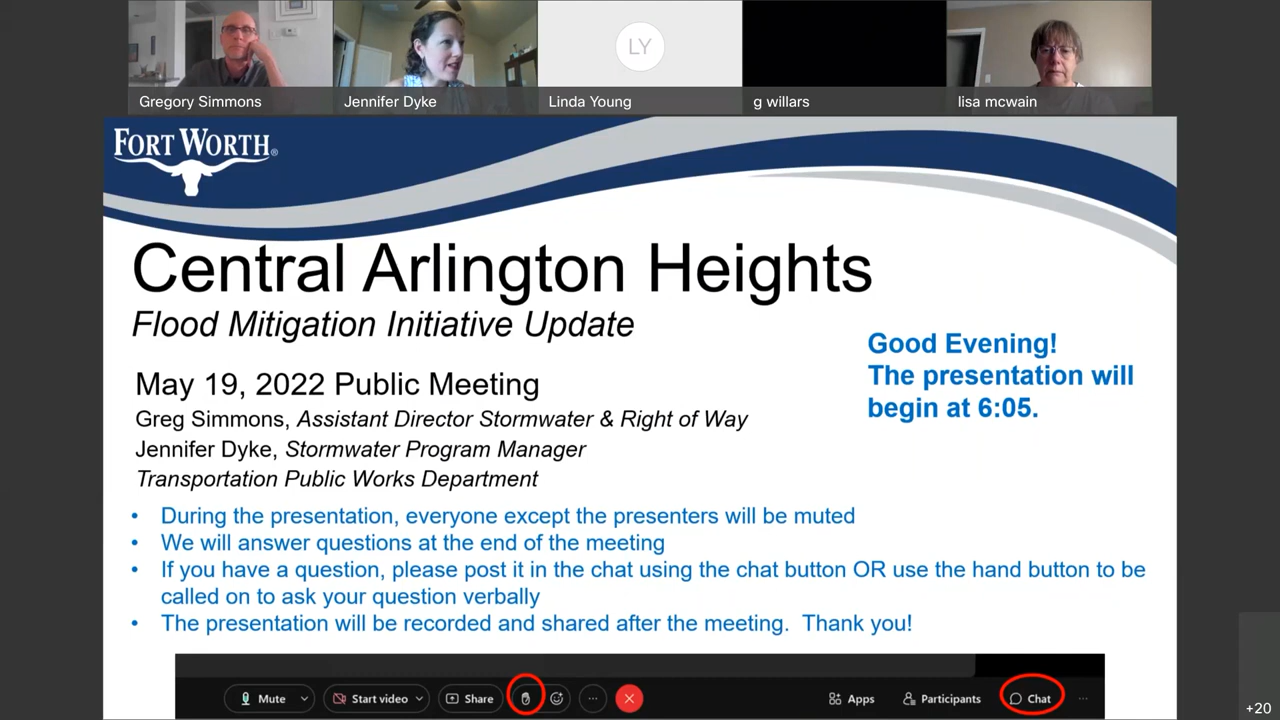 LY
Gregory Simmons
Jennifer Dyke
Linda Young
g willars
lisa mcwain
FORT WORTH®
Central Arlington Heights
Flood Mitigation Initiative Update
Good Evening!
The presentation will
begin at 6:05.
May 19, 2022 Public Meeting
Greg Simmons, Assistant Director Stormwater & Right of Way
Jennifer Dyke, Stormwater Program Manager
Transportation Public Works Department
• During the presentation, everyone except the presenters will be muted
• We will answer questions at the end of the meeting
• If you have a question, please post it in the chat using the chat button OR use the hand button to be
called on to ask your question verbally
• The presentation will be recorded and shared after the meeting. Thank you!
Mute Start video Share Apps Participants Chat
+20